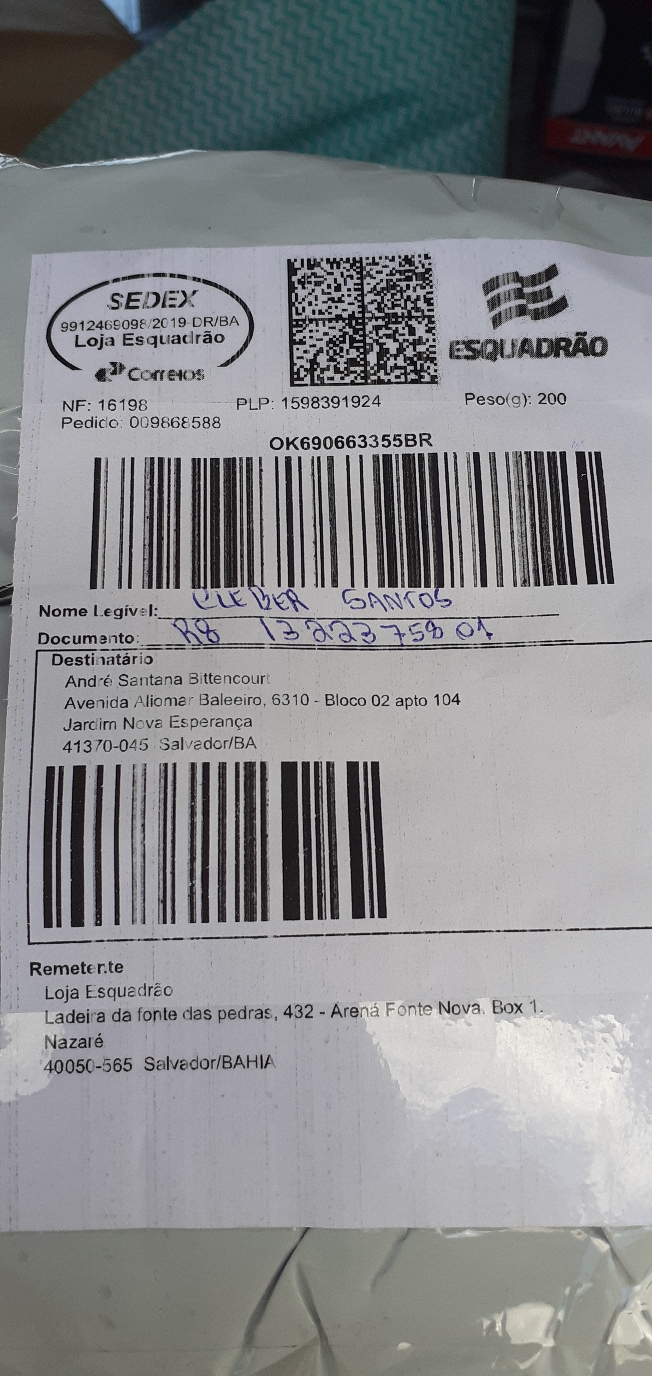 AVANT
SEDEX
9912469098/2019-DR/BA
Loja Esquadrão
Correios
ESQUADRÃO
NF: 16198 PLP: 1598391924 Peso(g): 200
Pedido: 009868588
OK690663355BR
Nome Legível: CLEBER SANTOS
Documento: RG 1322375801
Destinatário
André Santana Bittencourt
Avenida Aliomar Baleeiro, 6310 - Bloco 02 apto 104
Jardim Nova Esperança
41370-045 Salvador/BA
Remetente
Loja Esquadrão
Ladeira da fonte das pedras, 432 - Arená Fonte Nova. Box 1.
Nazaré
40050-565 Salvador/BAHIA